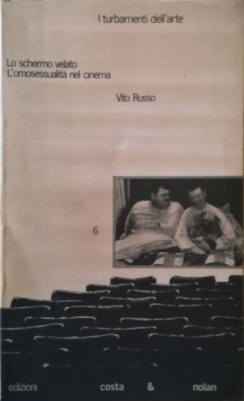 I turbamenti dell'arte
Lo schermo velato
L'omosessualità nel cinema
Vito Russo
6
edizioni costa & nolan